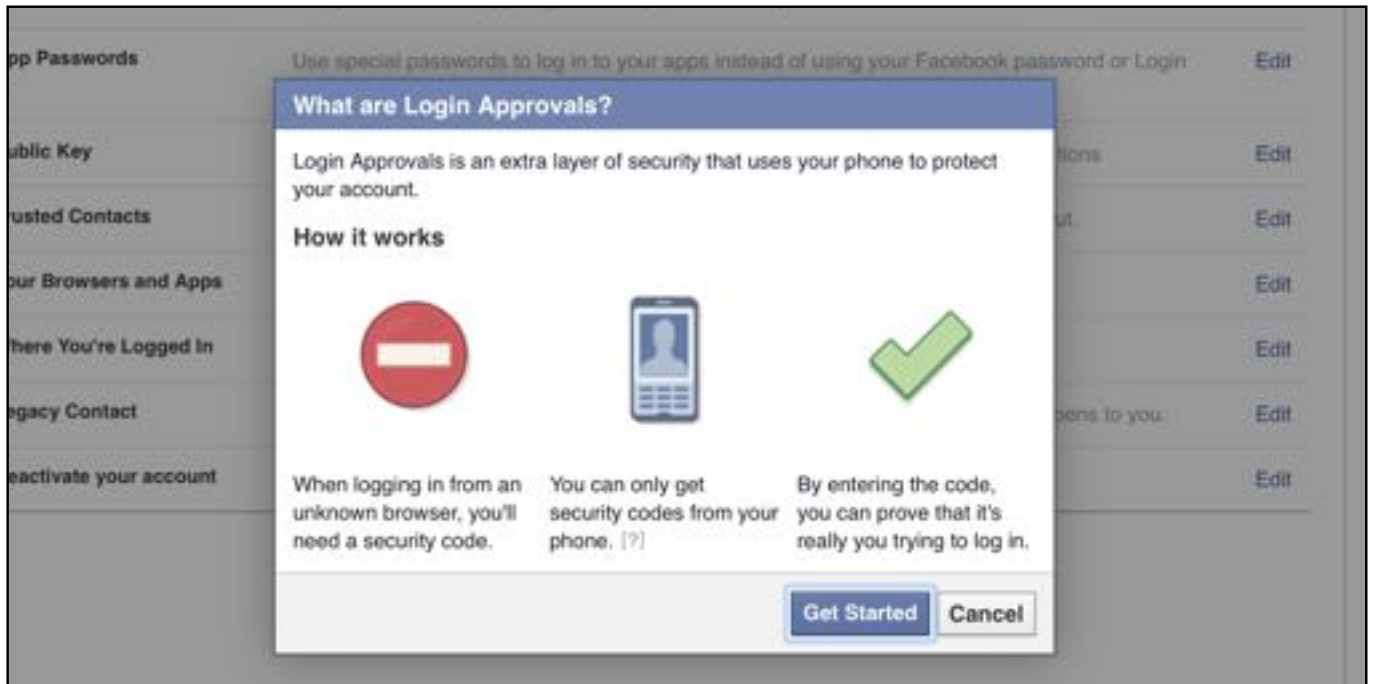 pp Passwords
Use special passwords to log in to your apps instead of using your Facebook password or Login
Edit
What are Login Approvals?
Login Approvals is an extra layer of security that uses your phone to protect
your account.
How it works
When logging in from an
unknown browser, you'll
need a security code.
You can only get
security codes from your
phone. [?]
By entering the code,
you can prove that it's
really you trying to log in.
Get Started
Cancel
ublic Key
tions
Edit
rusted Contacts
ut.
Edit
our Browsers and Apps
Edit
here You're Logged In
Edit
egacy Contact
pens to you.
Edit
eactivate your account
Edit